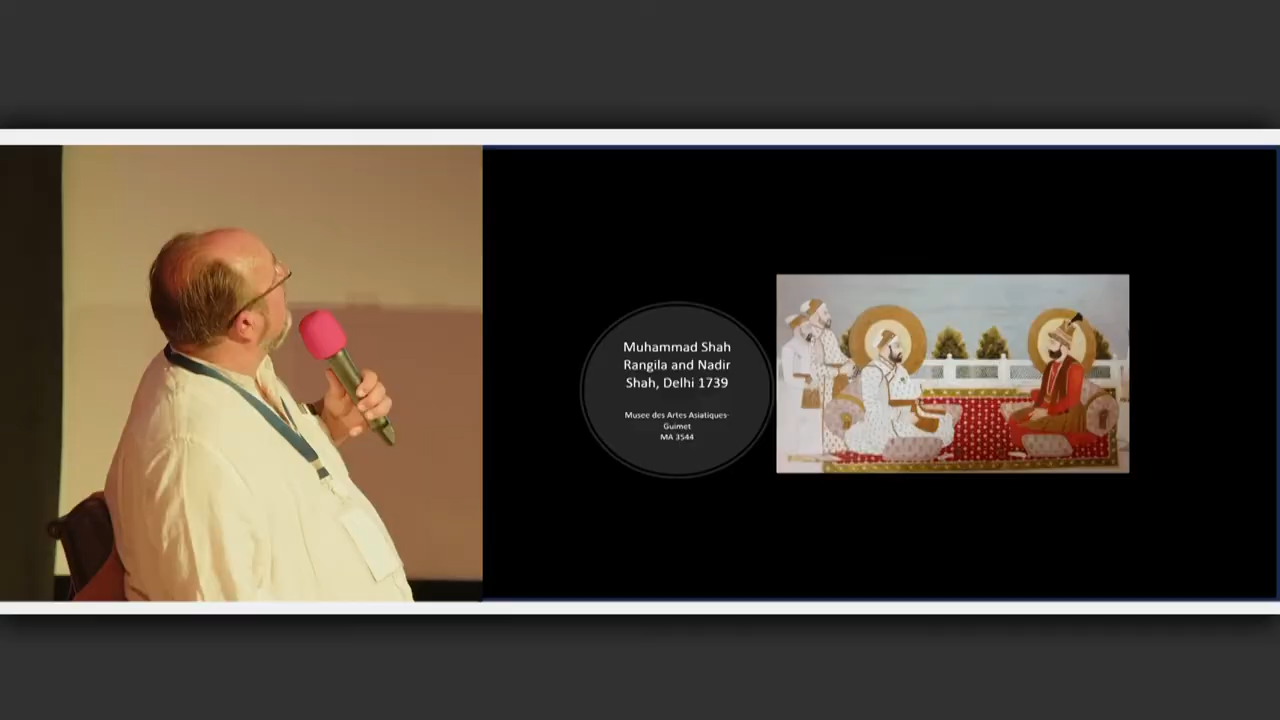 Muhammad Shah
Rangila and Nadir
Shah, Delhi 1739
Musee des Artes Asiatiques-
Guimet
MA 3544